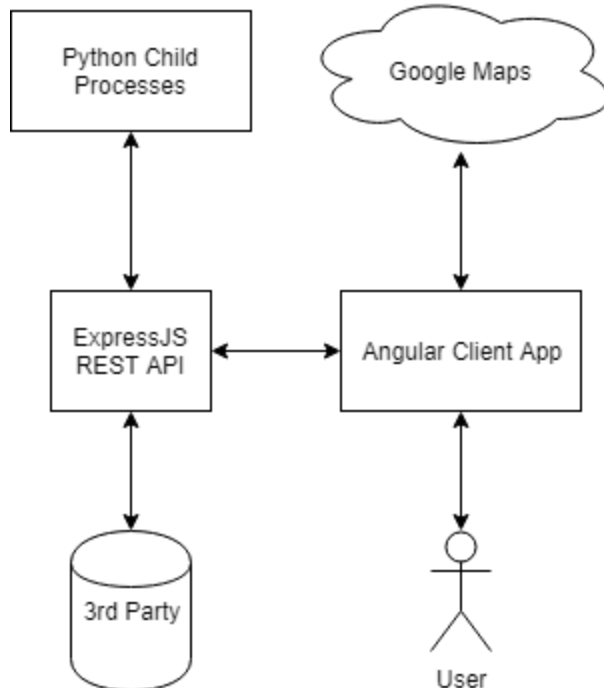 Python Child
Processes
Google Maps
ExpressJS
REST API
Angular Client App
3rd Party
User